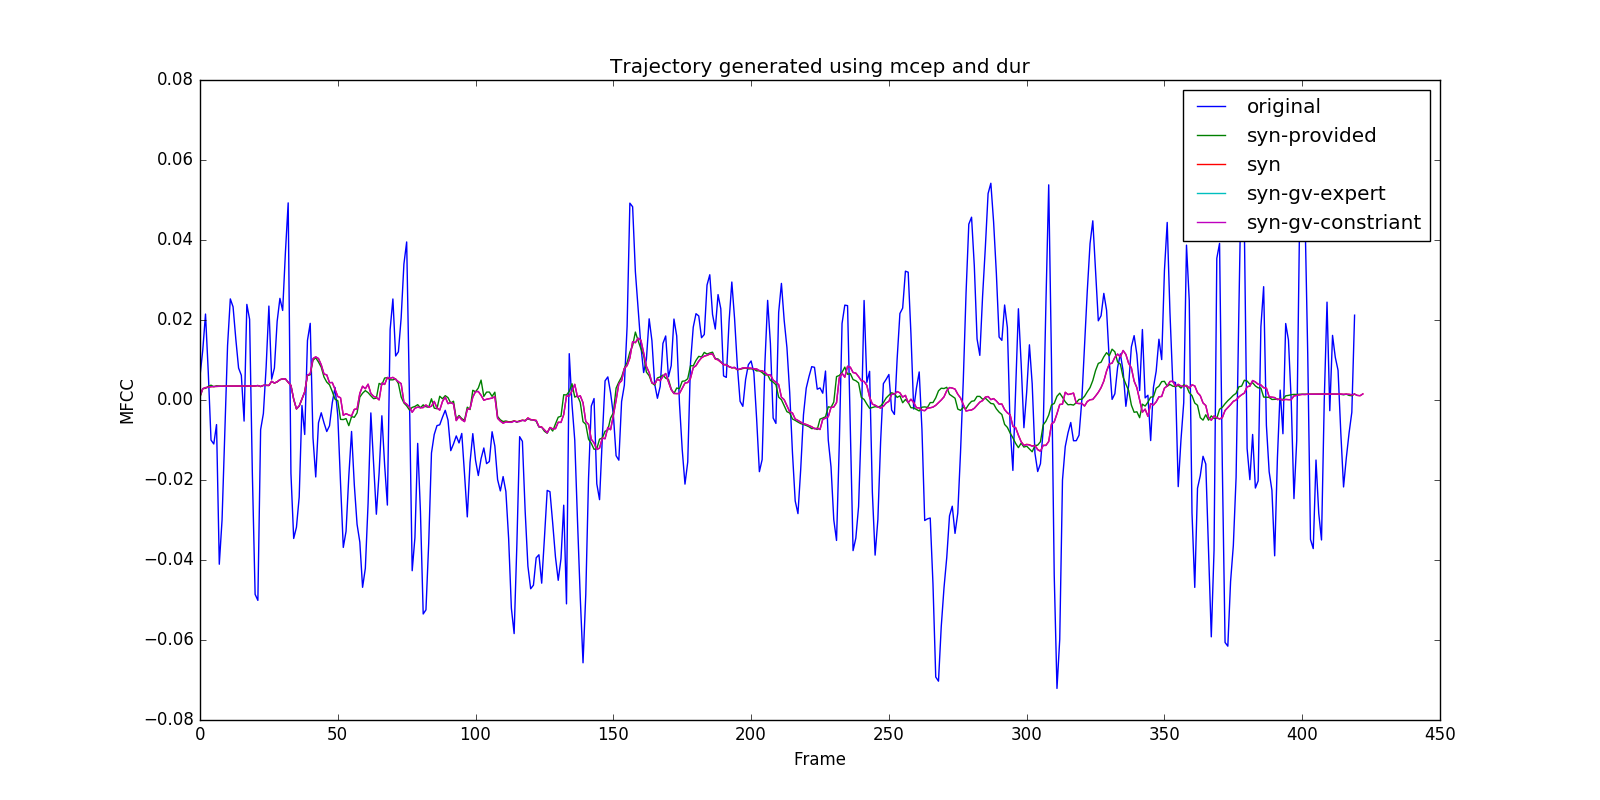 Trajectory generated using mcep and dur
0.08
0.06
0.04
0.02
0.00
−0.02
−0.04
−0.06
−0.08
MFCC
original
syn-provided
syn
syn-gv-expert
syn-gv-constriant
0 50 100 150 200 250 300 350 400 450
Frame